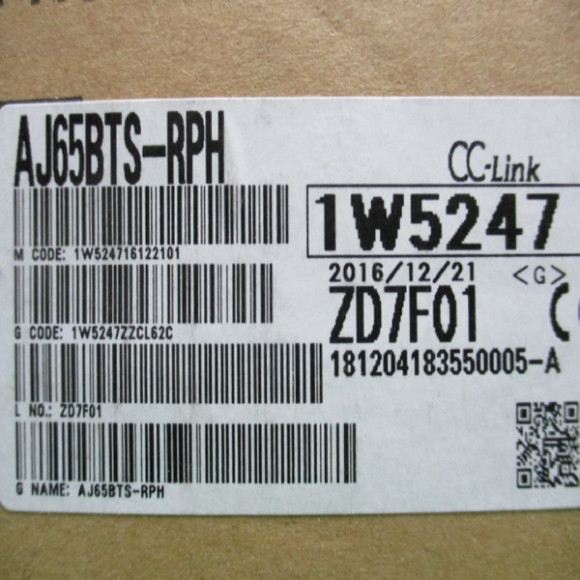 AJ65BTS-RPH
CC-Link
1W5247
M CODE: 1W524716122101
2016/12/21 <G>
ZD7F01
G CODE: 1W5247ZZCL62C
181204183550005-A
L NO.: ZD7F01
G NAME: AJ65BTS-RPH